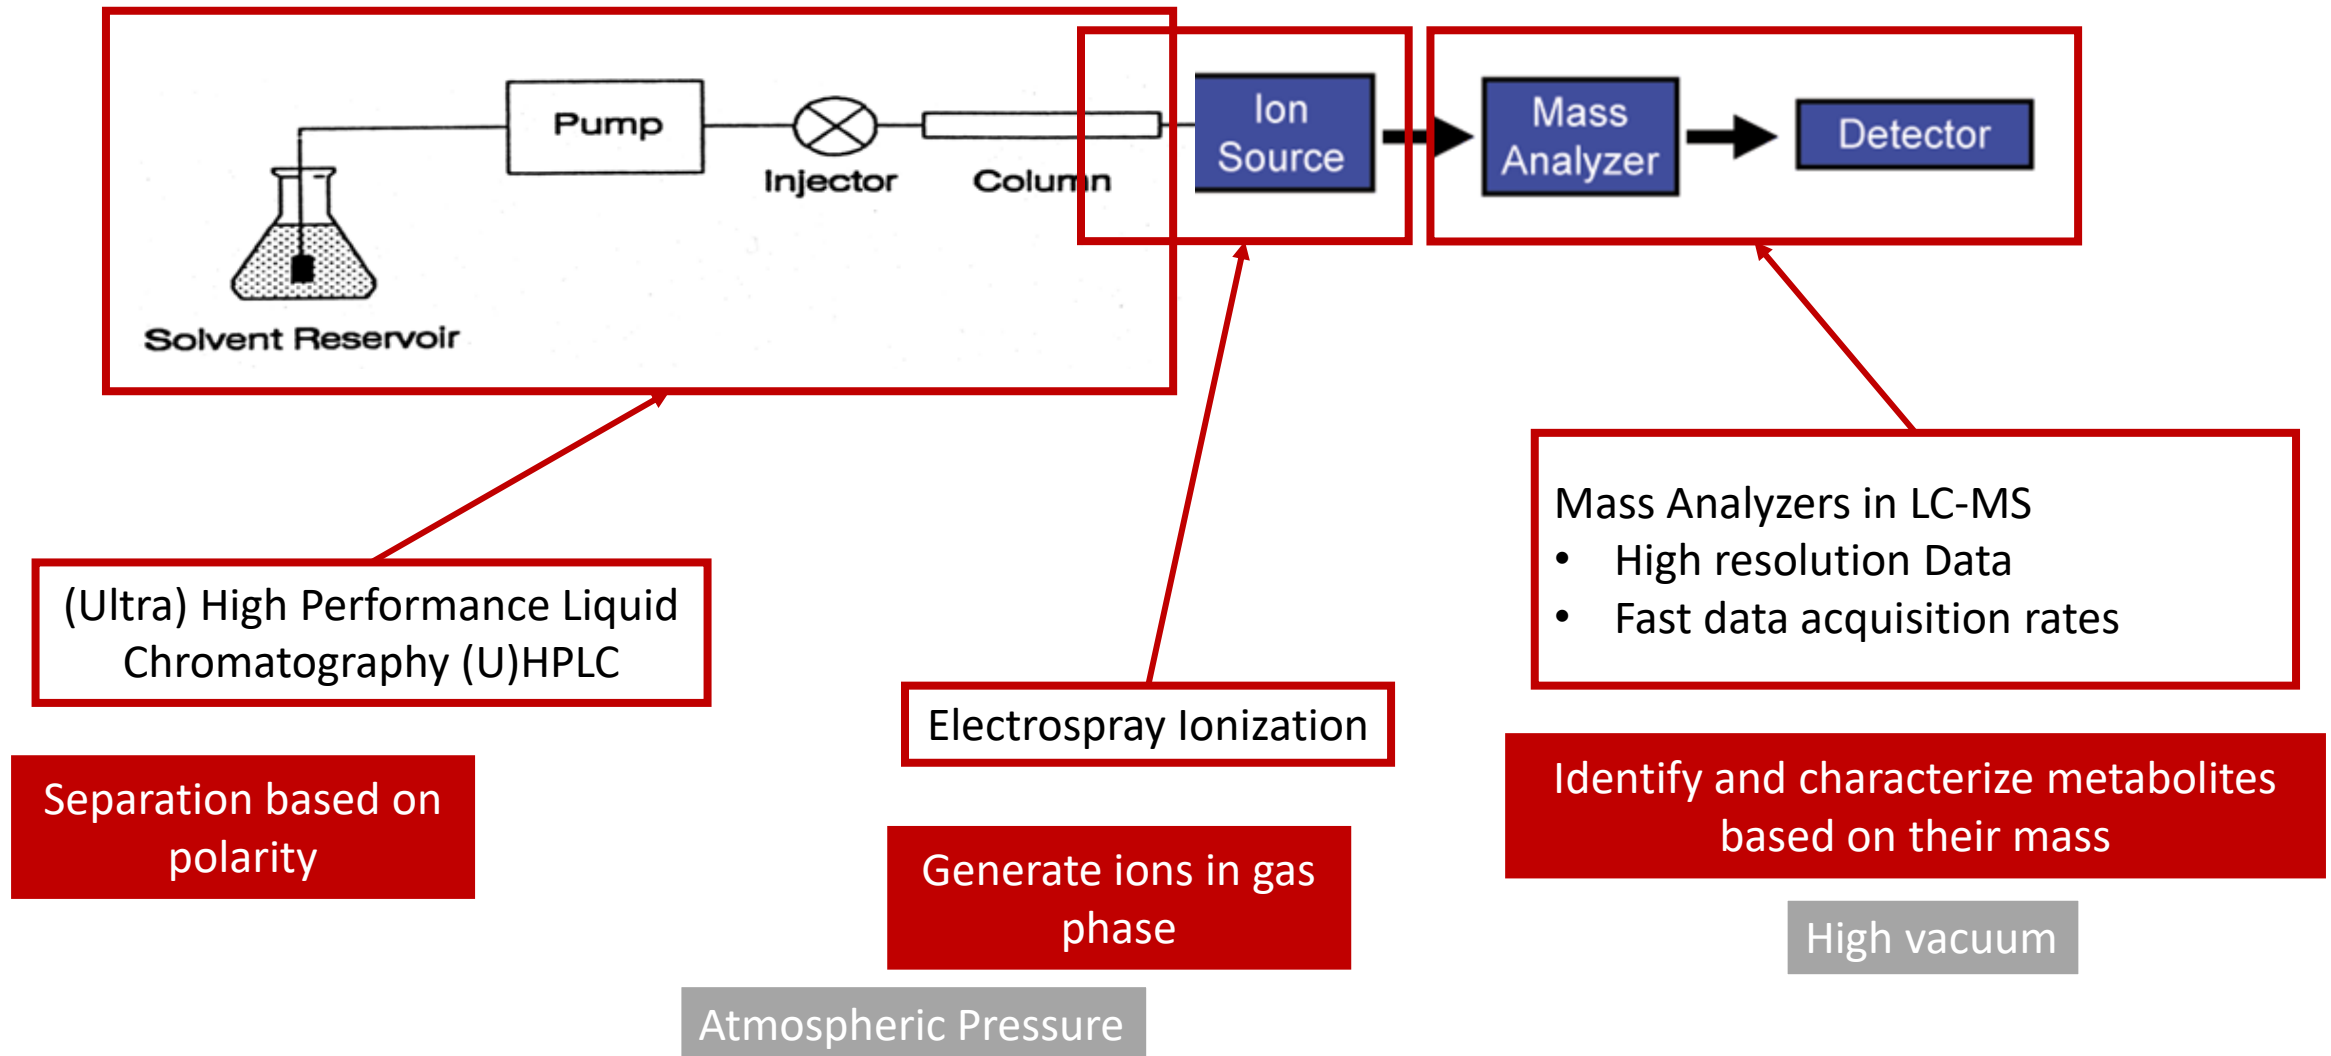 Pump
Injector
Column
Solvent Reservoir
Ion
Source
Mass
Analyzer
Detector
(Ultra) High Performance Liquid
Chromatography (U)HPLC
Separation based on
polarity
Electrospray Ionization
Generate ions in gas
phase
Atmospheric Pressure
Mass Analyzers in LC-MS
• High resolution Data
• Fast data acquisition rates
Identify and characterize metabolites
based on their mass
High vacuum